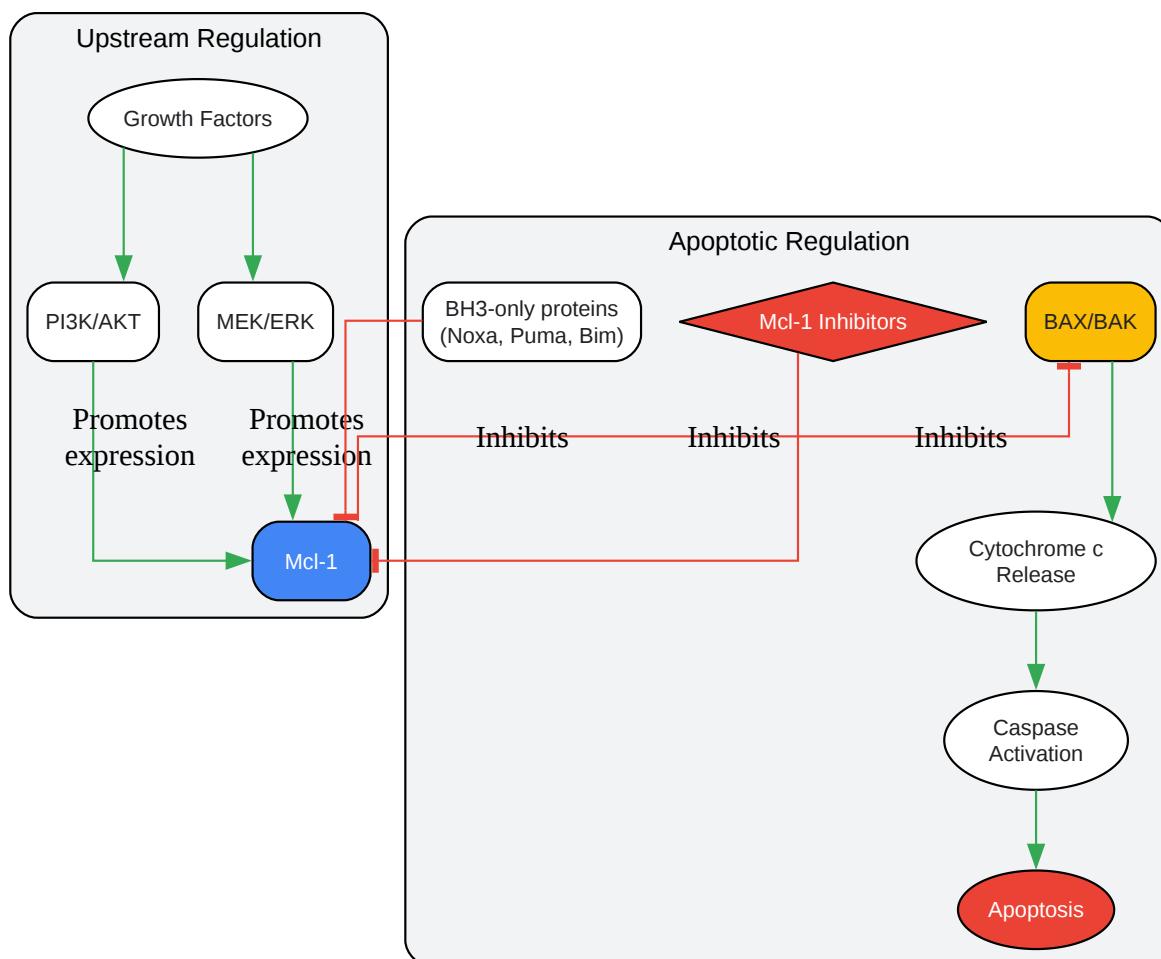 Upstream Regulation
Growth Factors
PI3K/AKT
MEK/ERK
Promotes
expression
Promotes
expression
Mcl-1
Apoptotic Regulation
BH3-only proteins
(Noxa, Puma, Bim)
Mcl-1 Inhibitors
BAX/BAK
Inhibits
Inhibits
Inhibits
Cytochrome c
Release
Caspase
Activation
Apoptosis